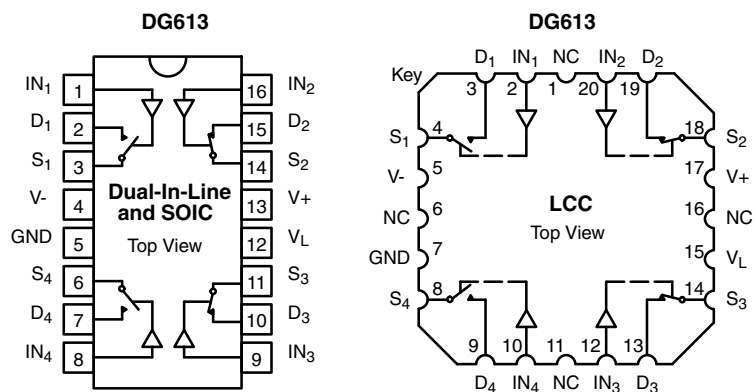 DG613
IN1 1 16 IN2
D1 2 15 D2
S1 3 14 S2
V- 4 13 V+
GND 5 12 VL
S4 6 11 S3
D4 7 10 D3
IN4 8 9 IN3
Dual-In-Line
and SOIC
Top View
DG613
Key D1 IN1 NC IN2 D2
3 2 1 20 19
S1 4 18 S2
V- 5 17 V+
NC 6 16 NC
GND 7 15 VL
S4 8 14 S3
LCC
Top View
9 10 11 12 13
D4 IN4 NC IN3 D3